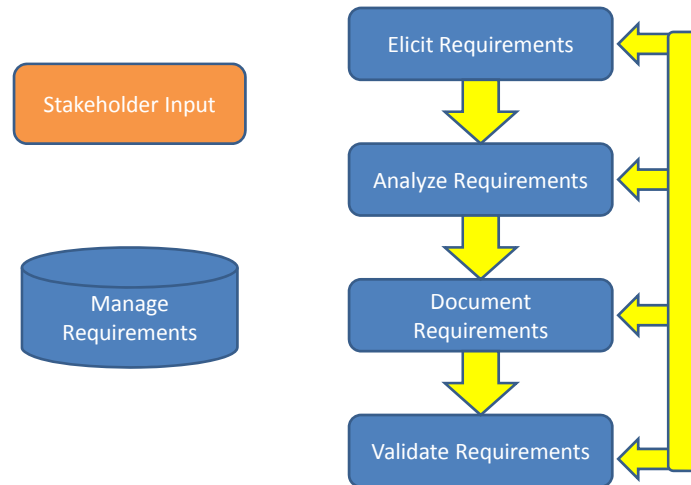 Elicit Requirements
Stakeholder Input
Analyze Requirements
Manage
Requirements
Document
Requirements
Validate Requirements